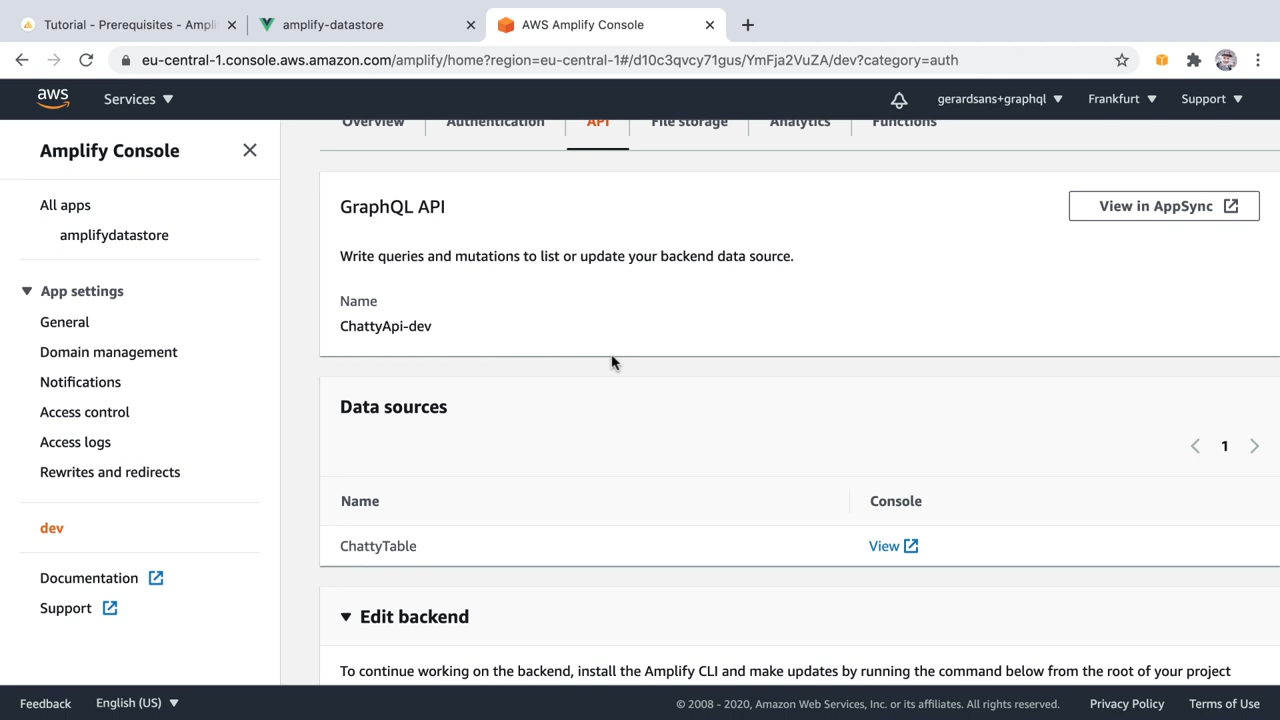 Tutorial - Prerequisites - Ampli
amplify-datastore
AWS Amplify Console
eu-central-1.console.aws.amazon.com/amplify/home?region=eu-central-1#/d10c3qvcy71gus/YmFja2VuZA/dev?category=auth
aws
Services
gerardsans+graphql
Frankfurt
Support
Overview
Authentication
API
File storage
Analytics
Functions
Amplify Console
All apps
amplifydatastore
App settings
General
Domain management
Notifications
Access control
Access logs
Rewrites and redirects
dev
Documentation
Support
GraphQL API
View in AppSync
Write queries and mutations to list or update your backend data source.
Name
ChattyApi-dev
Data sources
1
Name
Console
ChattyTable
View
Edit backend
To continue working on the backend, install the Amplify CLI and make updates by running the command below from the root of your project
Feedback
English (US)
© 2008 - 2020, Amazon Web Services, Inc. or its affiliates. All rights reserved.
Privacy Policy
Terms of Use